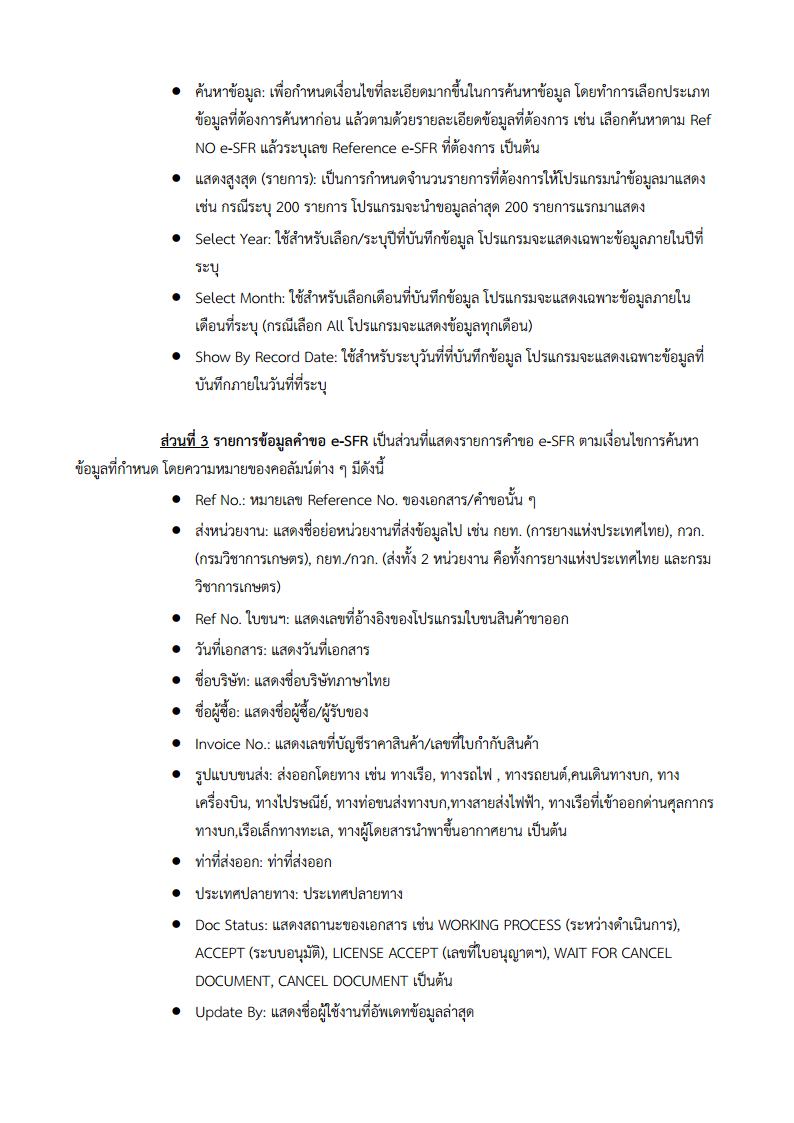 ● ค้นหาข้อมูล: เพื่อกำหนดเงื่อนไขที่ละเอียดมากขึ้นในการค้นหาข้อมูล โดยทำการเลือกประเภท
ข้อมูลที่ต้องการค้นหาก่อน แล้วตามด้วยรายละเอียดข้อมูลที่ต้องการ เช่น เลือกค้นหาตาม Ref
NO e-SFR แล้วระบุเลข Reference e-SFR ที่ต้องการ เป็นต้น
● แสดงสูงสุด (รายการ): เป็นการกำหนดจำนวนรายการที่ต้องการให้โปรแกรมนำข้อมูลมาแสดง
เช่น กรณีระบุ 200 รายการ โปรแกรมจะนำขอมูลล่าสุด 200 รายการแรกมาแสดง
● Select Year: ใช้สำหรับเลือก/ระบุปีที่บันทึกข้อมูล โปรแกรมจะแสดงเฉพาะข้อมูลภายในปีที่
ระบุ
● Select Month: ใช้สำหรับเลือกเดือนที่บันทึกข้อมูล โปรแกรมจะแสดงเฉพาะข้อมูลภายใน
เดือนที่ระบุ (กรณีเลือก All โปรแกรมจะแสดงข้อมูลทุกเดือน)
● Show By Record Date: ใช้สำหรับระบุวันที่ที่บันทึกข้อมูล โปรแกรมจะแสดงเฉพาะข้อมูลที่
บันทึกภายในวันที่ที่ระบุ
ส่วนที่ 3 รายการข้อมูลคำขอ e-SFR เป็นส่วนที่แสดงรายการคำขอ e-SFR ตามเงื่อนไขการค้นหา
ข้อมูลที่กำหนด โดยความหมายของคอลัมน์ต่าง ๆ มีดังนี้
● Ref No.: หมายเลข Reference No. ของเอกสาร/คำขอนั้น ๆ
● ส่งหน่วยงาน: แสดงชื่อย่อหน่วยงานที่ส่งข้อมูลไป เช่น กยท. (การยางแห่งประเทศไทย), กวก.
(กรมวิชาการเกษตร), กยท./กวก. (ส่งทั้ง 2 หน่วยงาน คือทั้งการยางแห่งประเทศไทย และกรม
วิชาการเกษตร)
● Ref No. ใบขนฯ: แสดงเลขที่อ้างอิงของโปรแกรมใบขนสินค้าขาออก
● วันที่เอกสาร: แสดงวันที่เอกสาร
● ชื่อบริษัท: แสดงชื่อบริษัทภาษาไทย
● ชื่อผู้ซื้อ: แสดงชื่อผู้ซื้อ/ผู้รับของ
● Invoice No.: แสดงเลขที่บัญชีราคาสินค้า/เลขที่ใบกำกับสินค้า
● รูปแบบขนส่ง: ส่งออกโดยทาง เช่น ทางเรือ, ทางรถไฟ , ทางรถยนต์,คนเดินทางบก, ทาง
เครื่องบิน, ทางไปรษณีย์, ทางท่อขนส่งทางบก,ทางสายส่งไฟฟ้า, ทางเรือที่เข้าออกด่านศุลกากร
ทางบก,เรือเล็กทางทะเล, ทางผู้โดยสารนำพาขึ้นอากาศยาน เป็นต้น
● ท่าที่ส่งออก: ท่าที่ส่งออก
● ประเทศปลายทาง: ประเทศปลายทาง
● Doc Status: แสดงสถานะของเอกสาร เช่น WORKING PROCESS (ระหว่างดำเนินการ),
ACCEPT (ระบบอนุมัติ), LICENSE ACCEPT (เลขที่ใบอนุญาตฯ), WAIT FOR CANCEL
DOCUMENT, CANCEL DOCUMENT เป็นต้น
● Update By: แสดงชื่อผู้ใช้งานที่อัพเดทข้อมูลล่าสุด